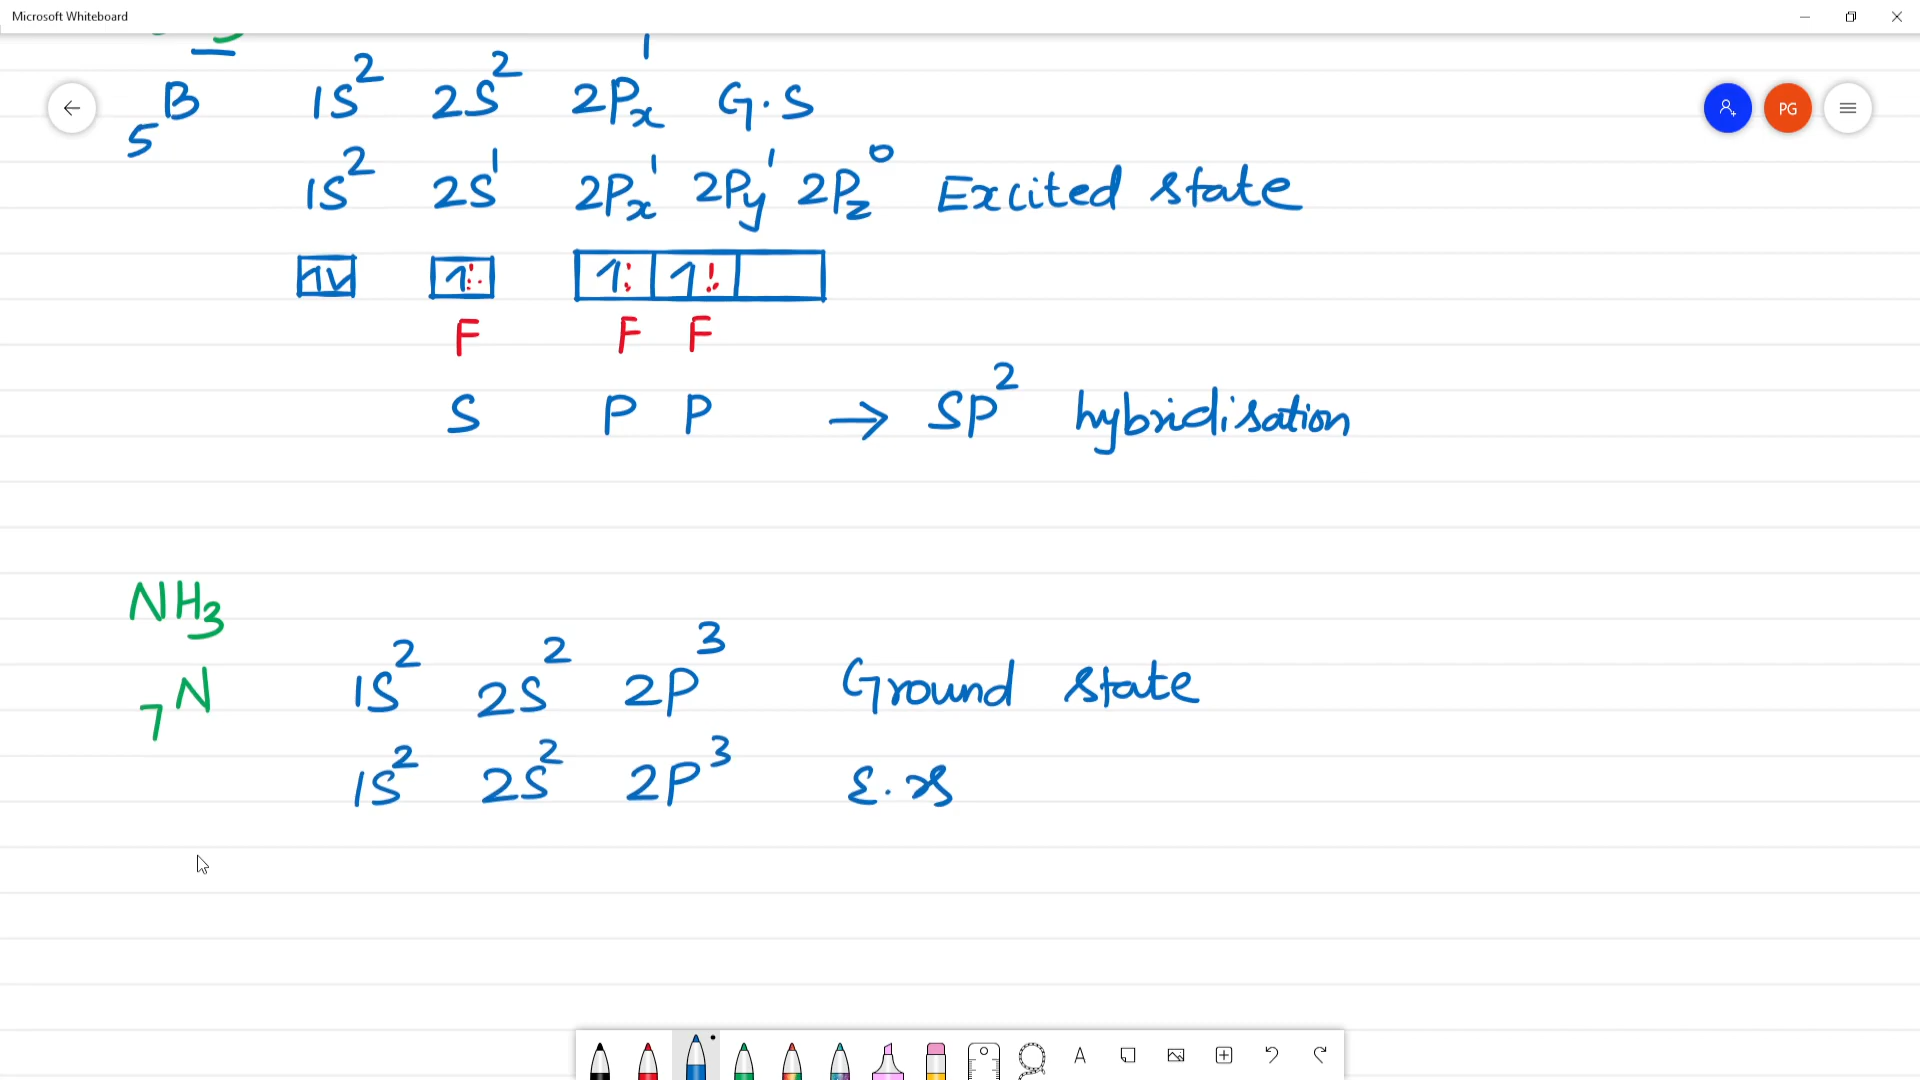 Microsoft Whiteboard
5B 1S² 2S² 2Px¹ G.S
1S² 2S¹ 2Px¹ 2Py¹ 2Pz⁰ Excited state
F F F
S P P → SP² hybridisation
NH3
7N 1S² 2S² 2P³ Ground state
1S² 2S² 2P³
PG
A